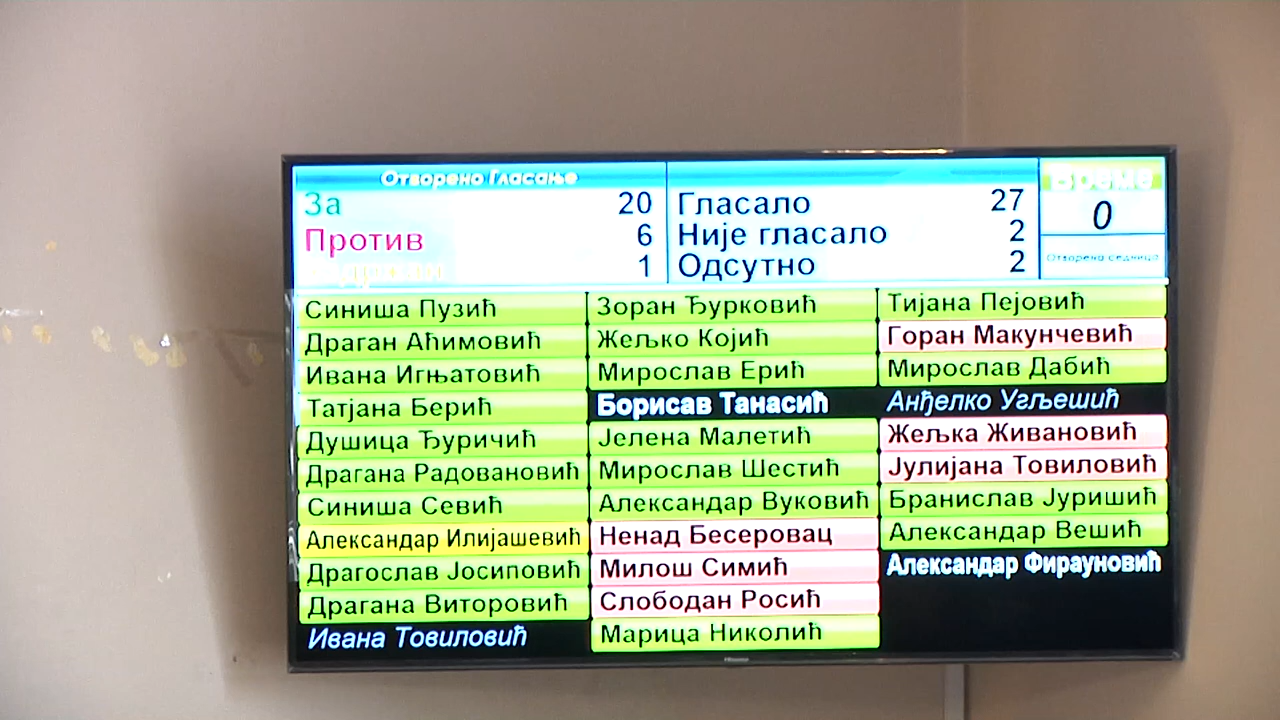 Отворено Гласање
За 20
Против 6
1
Гласало 27
Није гласало 2
Одсутно 2
Време
0
Отворена седница
Синиша Пузић
Драган Аћимовић
Ивана Игњатовић
Татјана Берић
Душица Ђуричић
Драгана Радовановић
Синиша Севић
Александар Илијашевић
Драгослав Јосиповић
Драгана Виторовић
Ивана Товиловић
Зоран Ђурковић
Жељко Којић
Мирослав Ерић
Борисав Танасић
Јелена Малетић
Мирослав Шестић
Александар Вуковић
Ненад Бесеровац
Милош Симић
Слободан Росић
Марица Николић
Тијана Пејовић
Горан Макунчевић
Мирослав Дабић
Анђелко Угљешић
Жељка Живановић
Јулијана Товиловић
Бранислав Јуришић
Александар Вешић
Александар Фирауновић
Hisense